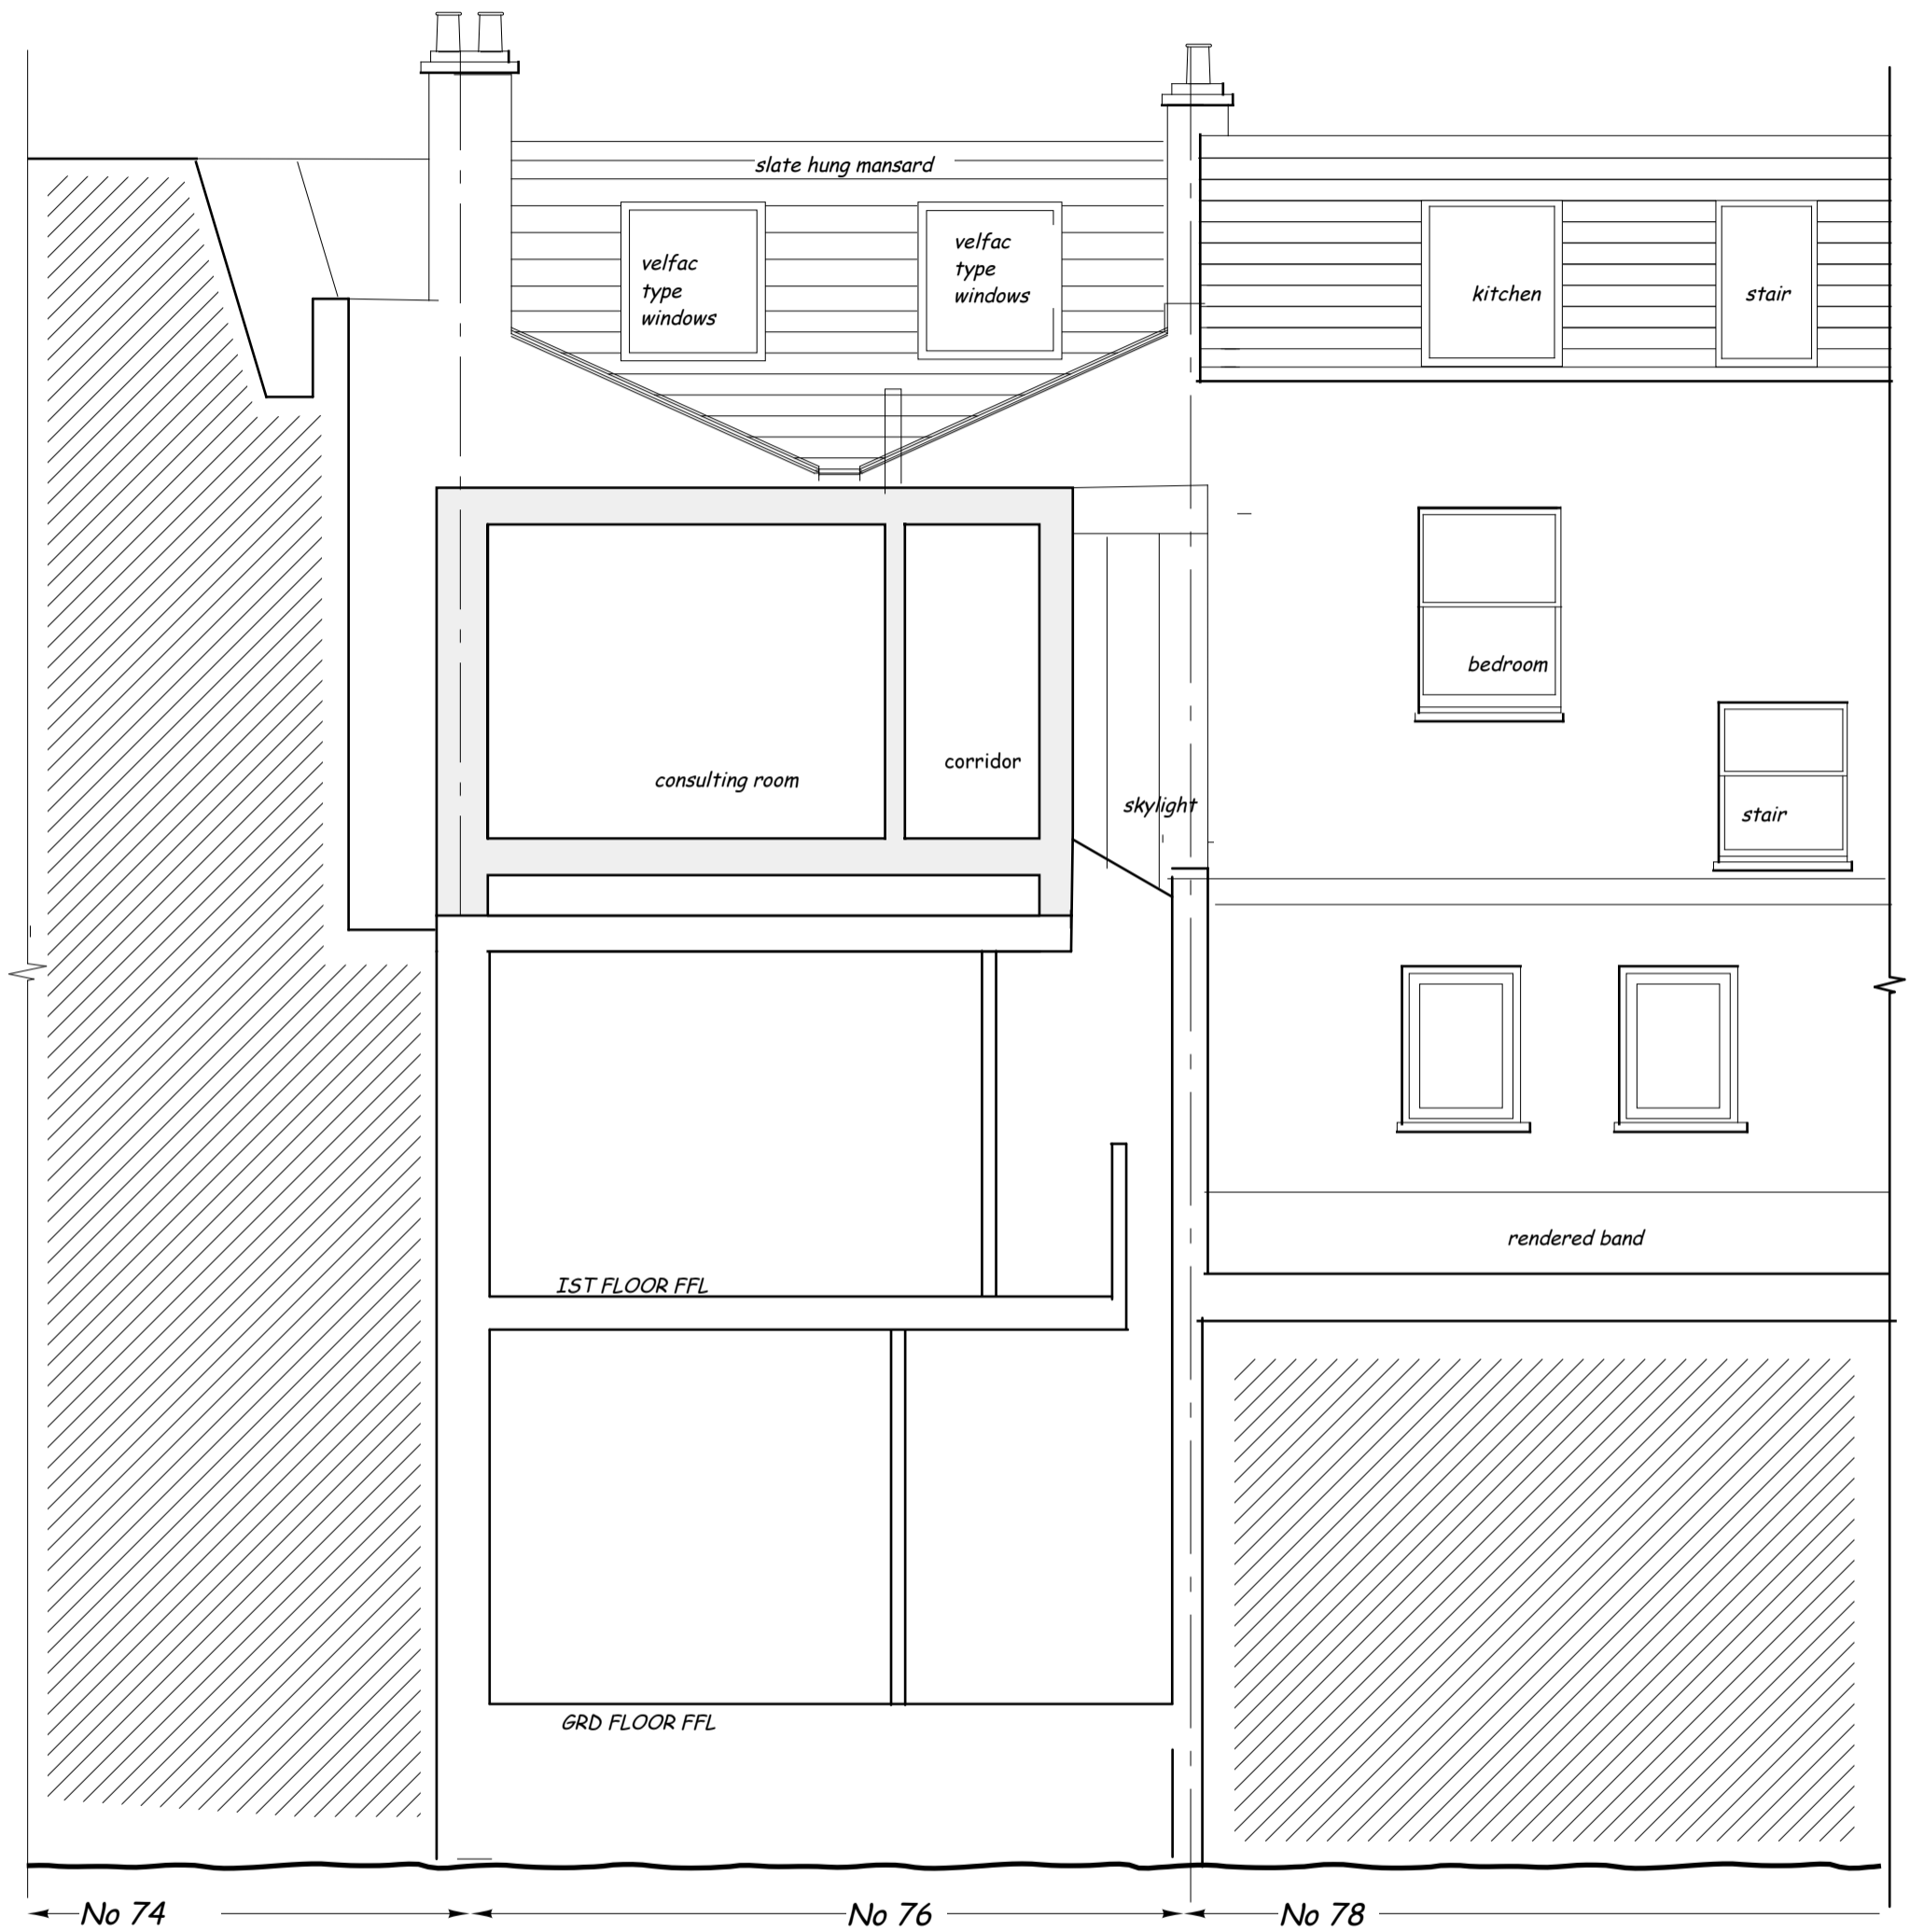 slate hung mansard
velfac
type
windows
velfac
type
windows
kitchen
stair
bedroom
consulting room
corridor
skylight
stair
rendered band
IST FLOOR FFL
GRD FLOOR FFL
No 74
No 76
No 78